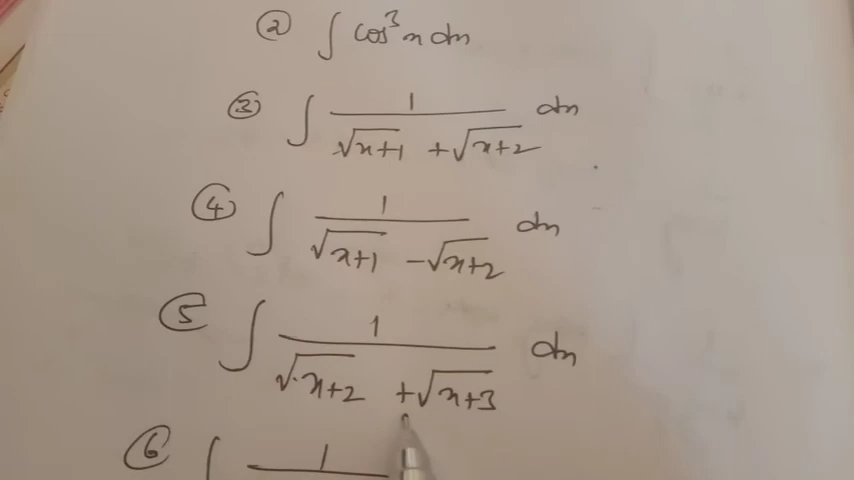 ② ∫ cos³ x dx
③ ∫ 1 / (√(x+1) + √(x+2)) dx
④ ∫ 1 / (√(x+1) - √(x+2)) dx
⑤ ∫ 1 / (√(x+2) + √(x+3)) dx
⑥ ∫ 1